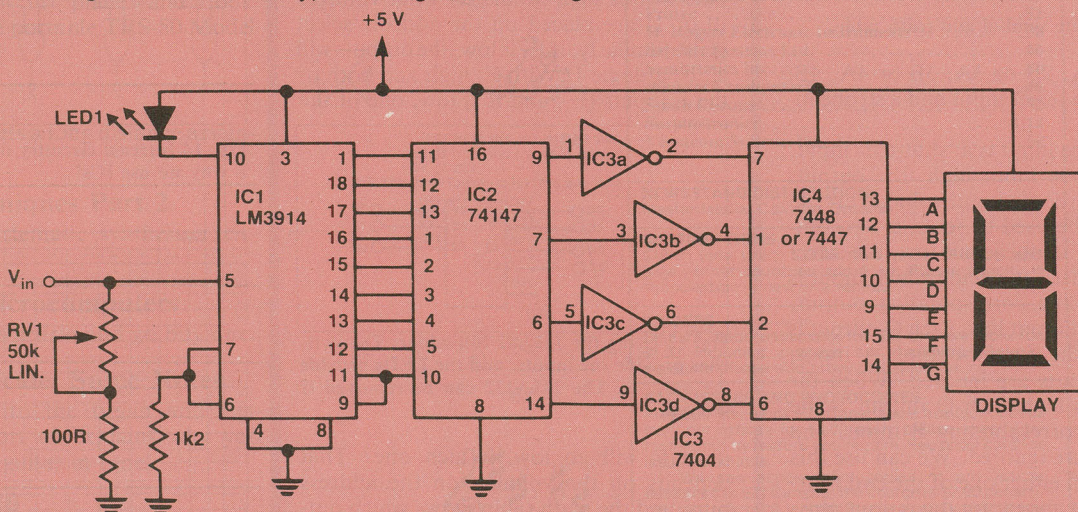 +5 V
LED1
10
3
1
18
17
16
15
14
13
12
11
9
IC1
LM3914
5
7
6
4
8
Vin
RV1
50k
LIN.
100R
1k2
11
12
13
1
2
3
4
5
10
16
IC2
74147
9
7
6
14
8
1
IC3a
2
3
IC3b
4
5
IC3c
6
9
IC3d
8
IC3
7404
7
1
2
6
8
IC4
7448
or 7447
13
12
11
10
9
15
14
A
B
C
D
E
F
G
DISPLAY